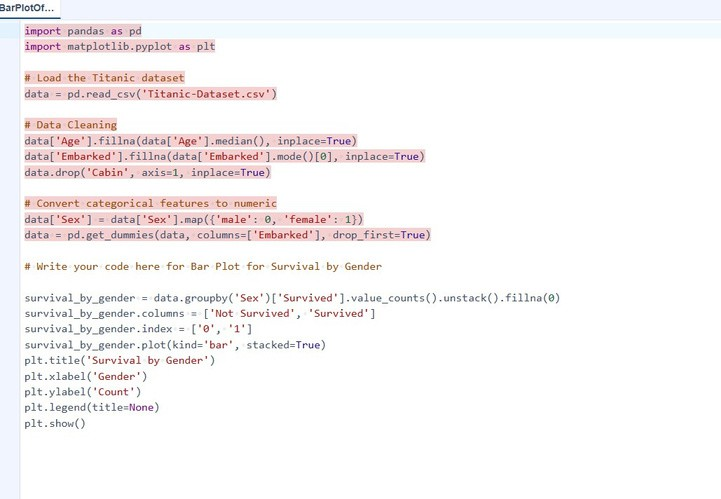 BarPlotOf...
import pandas as pd
import matplotlib.pyplot as plt
# Load the Titanic dataset
data = pd.read_csv('Titanic-Dataset.csv')
# Data Cleaning
data['Age'].fillna(data['Age'].median(), inplace=True)
data['Embarked'].fillna(data['Embarked'].mode()[0], inplace=True)
data.drop('Cabin', axis=1, inplace=True)
# Convert categorical features to numeric
data['Sex'] = data['Sex'].map({'male': 0, 'female': 1})
data = pd.get_dummies(data, columns=['Embarked'], drop_first=True)
# Write your code here for Bar Plot for Survival by Gender
survival_by_gender = data.groupby('Sex')['Survived'].value_counts().unstack().fillna(0)
survival_by_gender.columns = ['Not Survived', 'Survived']
survival_by_gender.index = ['0', '1']
survival_by_gender.plot(kind='bar', stacked=True)
plt.title('Survival by Gender')
plt.xlabel('Gender')
plt.ylabel('Count')
plt.legend(title=None)
plt.show()